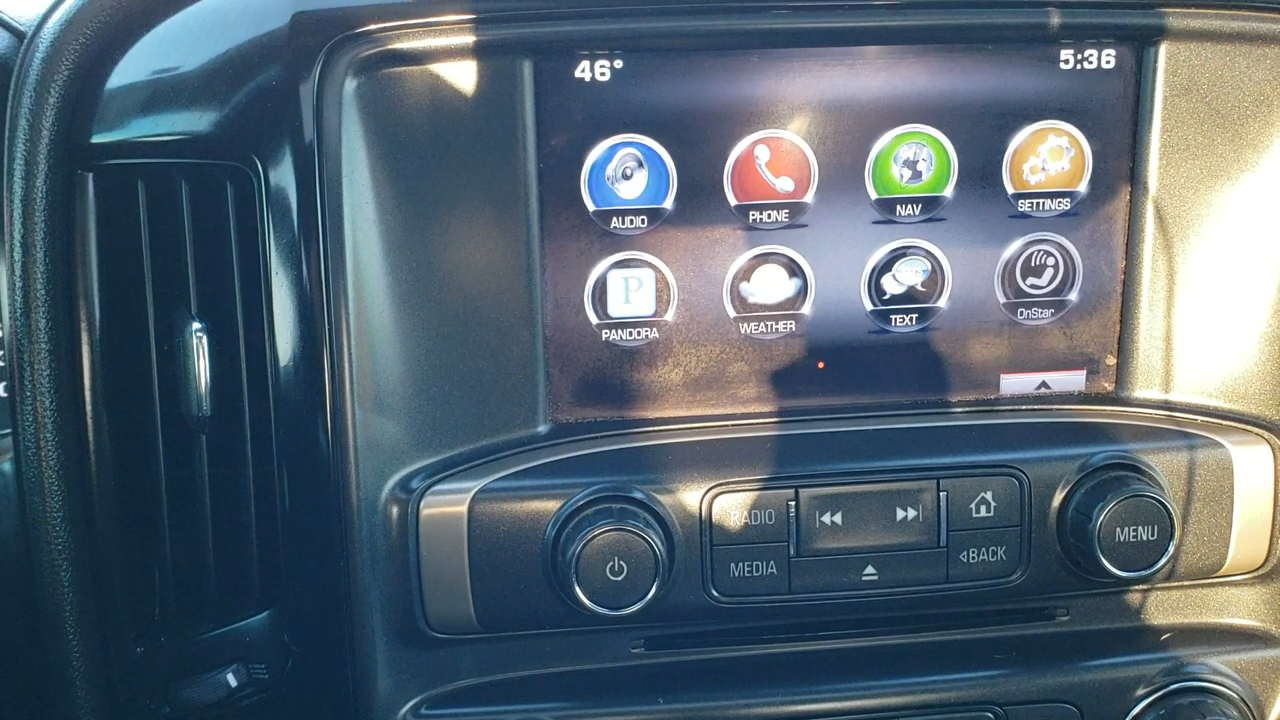 46° 5:36
AUDIO PHONE NAV SETTINGS
P
PANDORA WEATHER TEXT OnStar
RADIO
MEDIA
BACK
MENU